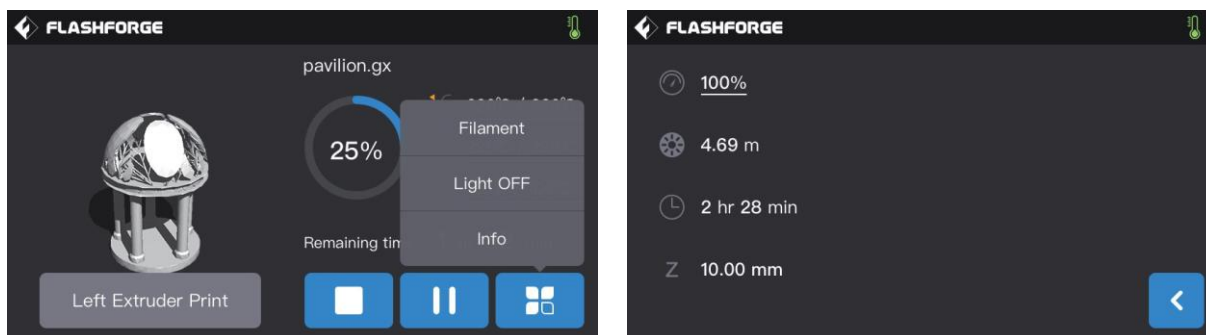 FLASHFORGE
pavilion.gx
25%
Filament
Light OFF
Info
Remaining tim
Left Extruder Print
FLASHFORGE
100%
4.69 m
2 hr 28 min
Z 10.00 mm